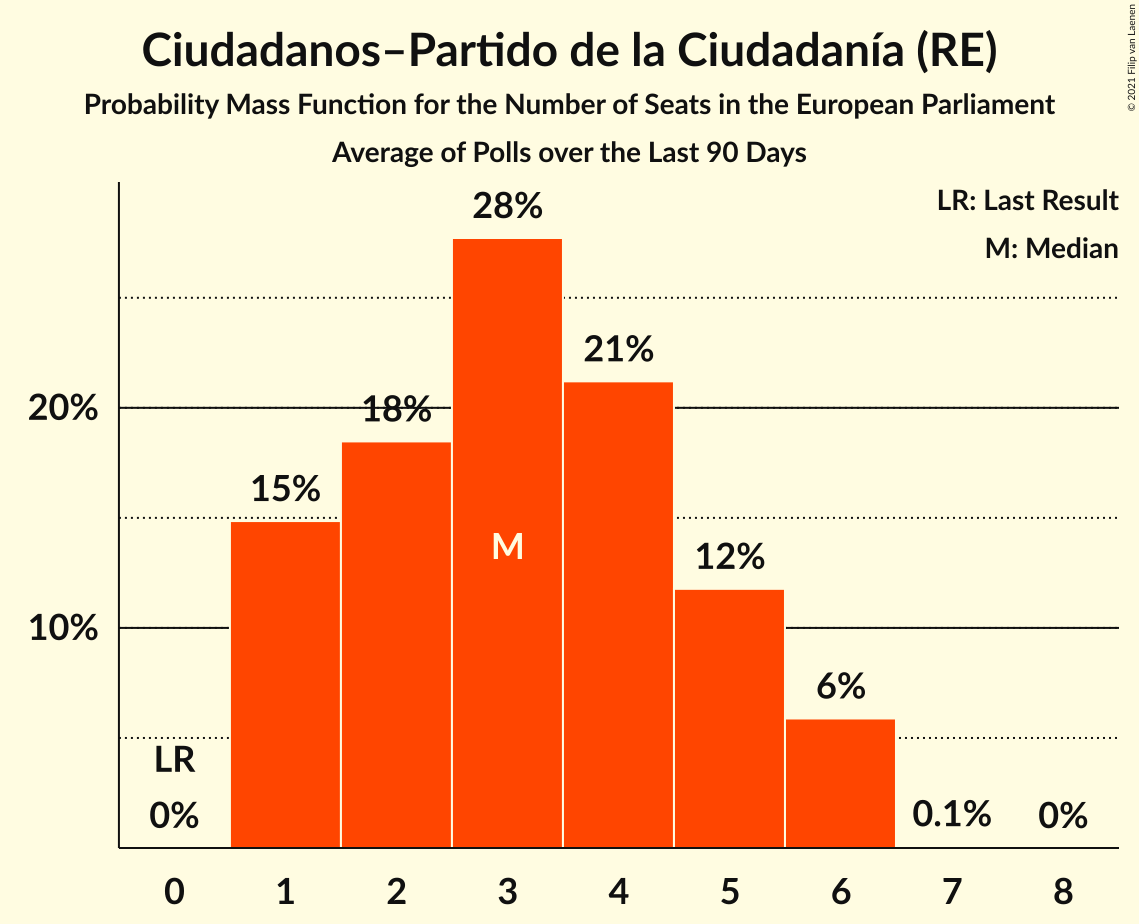 Ciudadanos–Partido de la Ciudadanía (RE)
Probability Mass Function for the Number of Seats in the European Parliament
Average of Polls over the Last 90 Days
© 2021 Filip van Laenen
LR: Last Result
M: Median
28%
21%
20%
18%
15%
M
12%
10%
6%
LR
0%
0.1%
0%
0 1 2 3 4 5 6 7 8